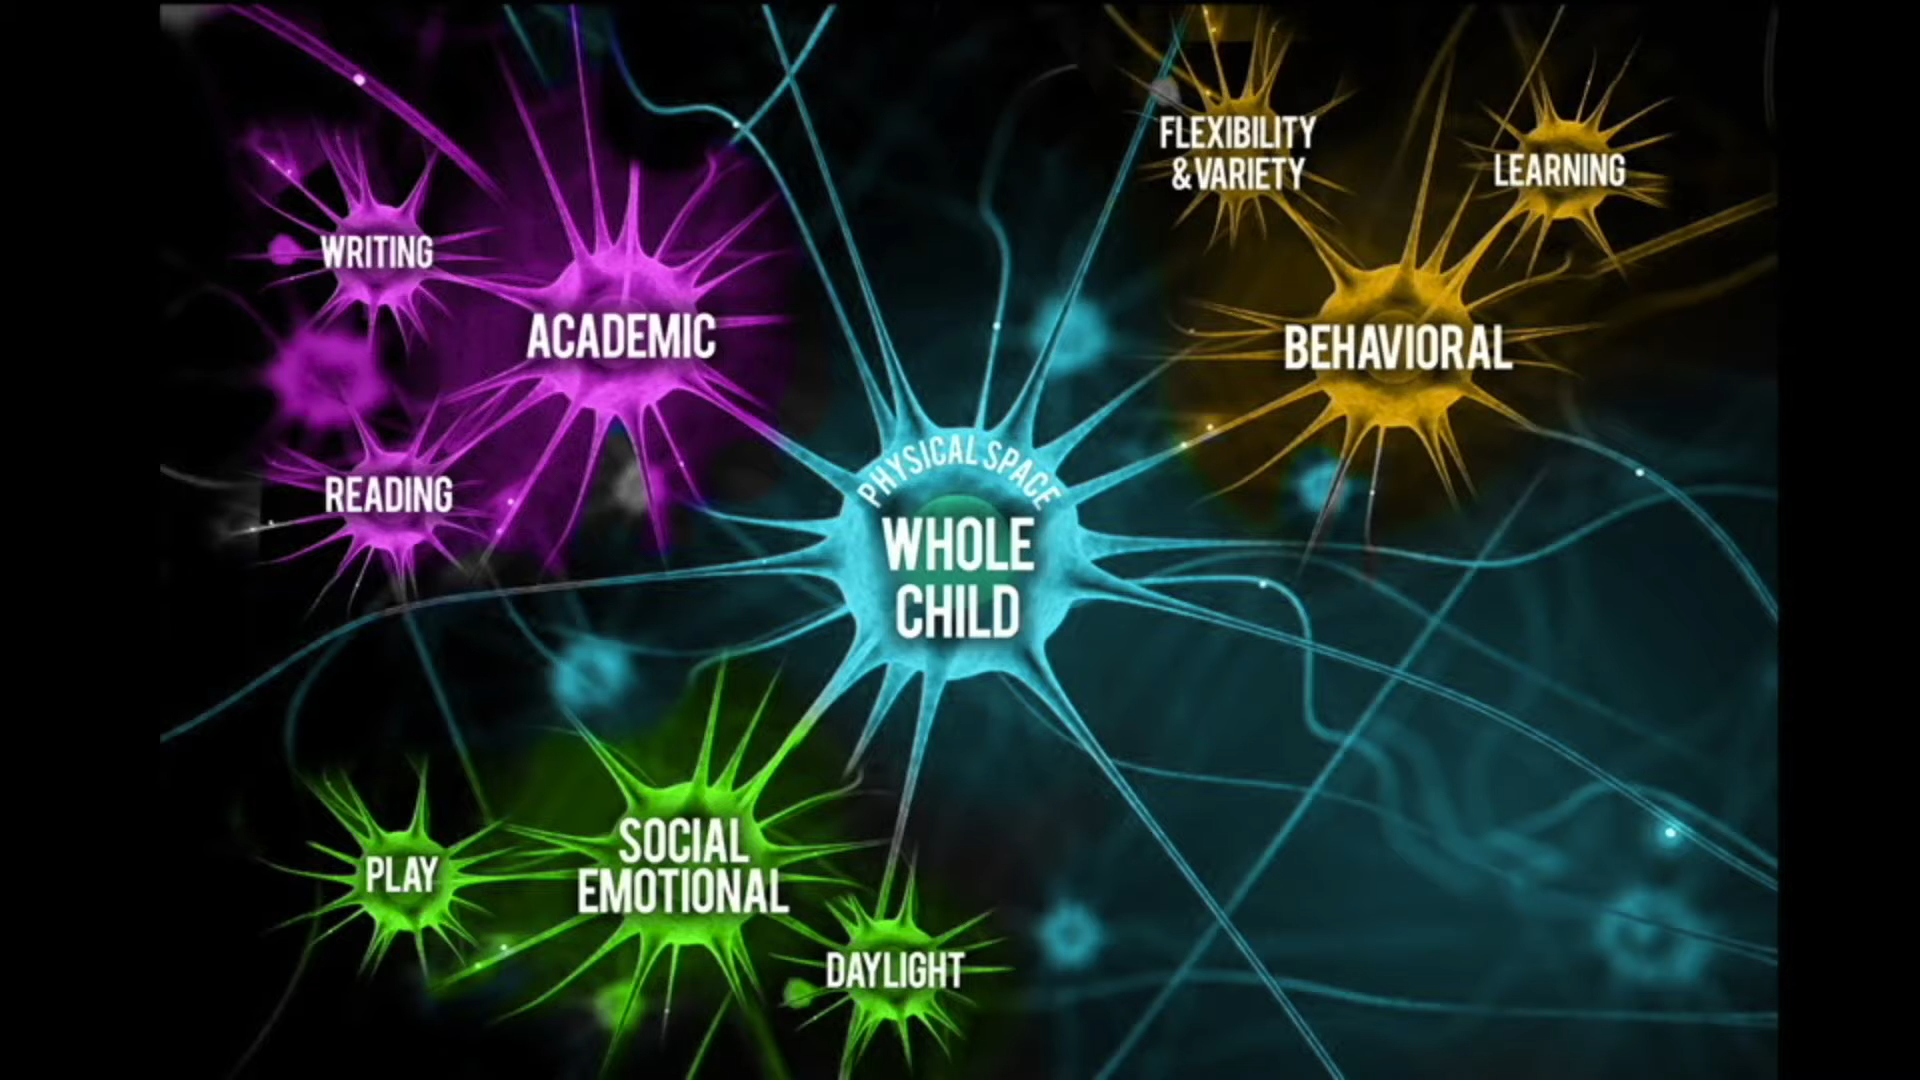 FLEXIBILITY
& VARIETY
LEARNING
WRITING
ACADEMIC
BEHAVIORAL
READING
PHYSICAL SPACE
WHOLE
CHILD
SOCIAL
EMOTIONAL
PLAY
DAYLIGHT